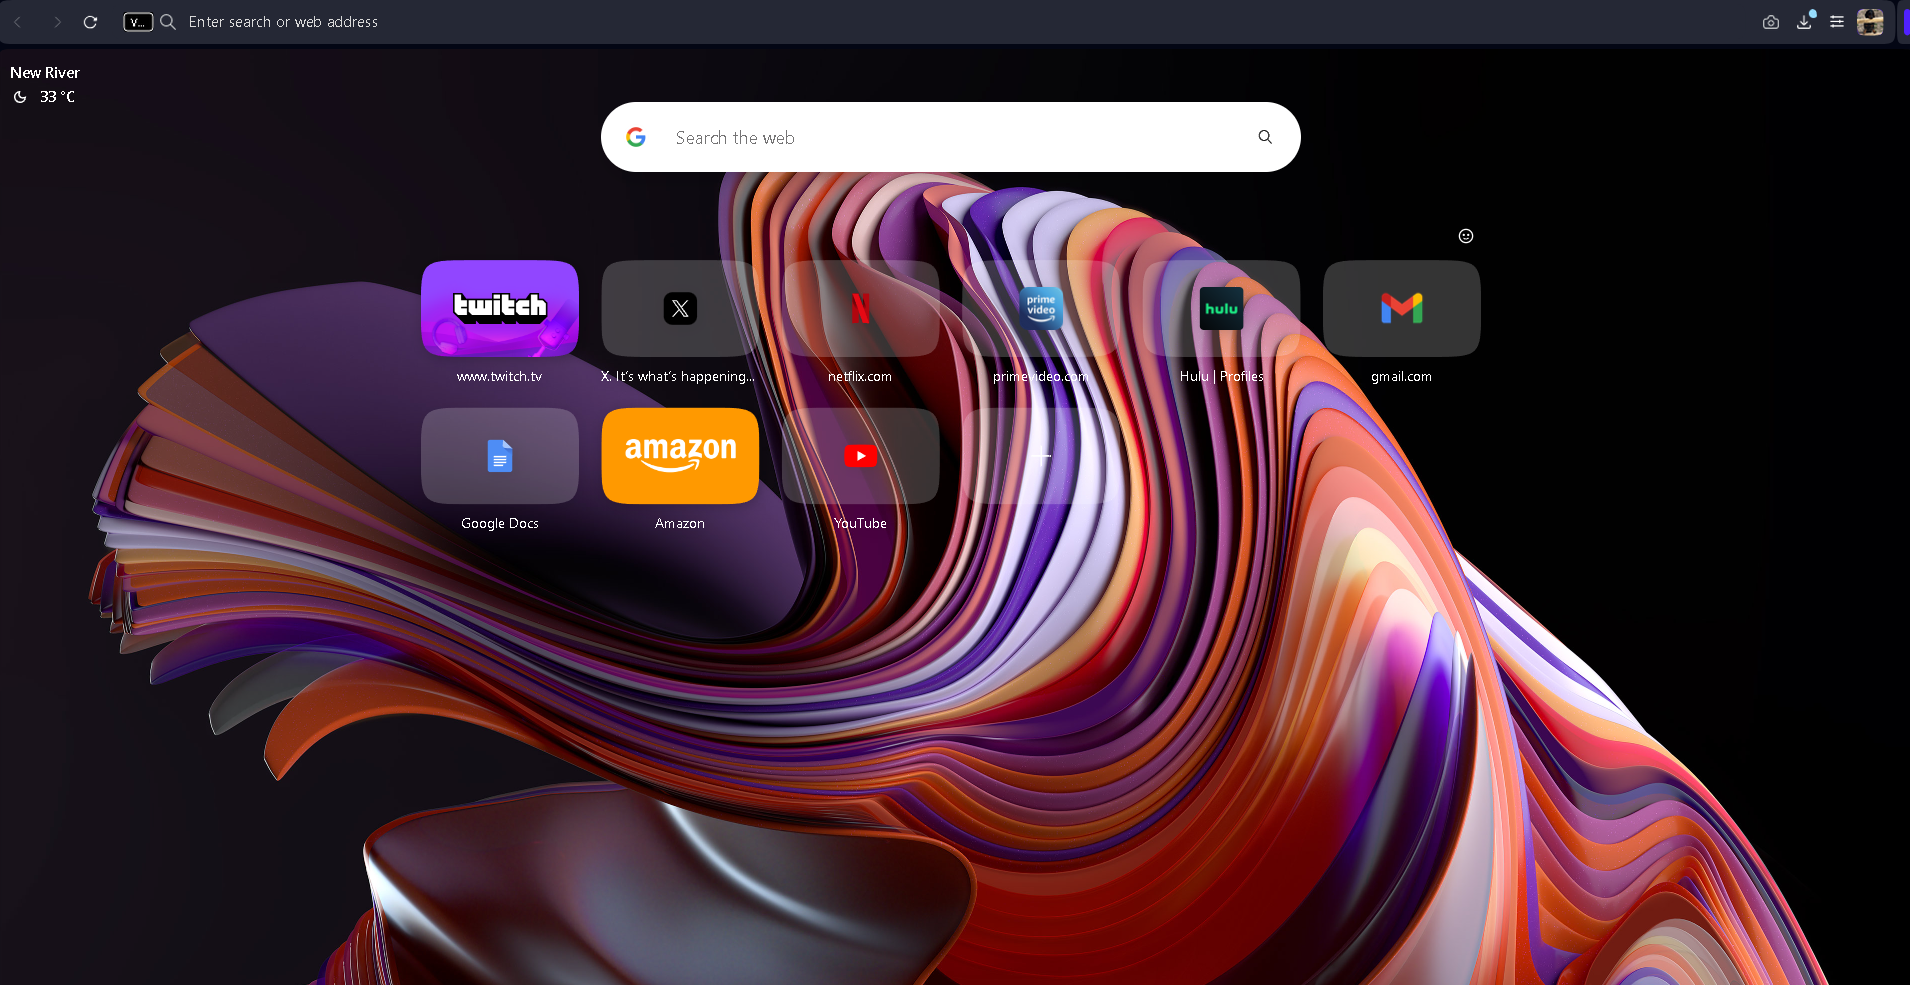 V...
Enter search or web address
New River
33 °C
Search the web
twitch
prime video
hulu
www.twitch.tv
X. It’s what’s happening...
netflix.com
primevideo.com
Hulu | Profiles
gmail.com
amazon
Google Docs
Amazon
YouTube